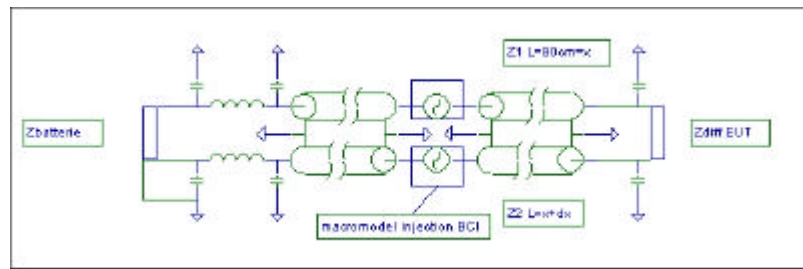 Z1 L=80cm=x
Zbatterie
Zdiff EUT
Z2 L=x+dx
macromodel injection BCI